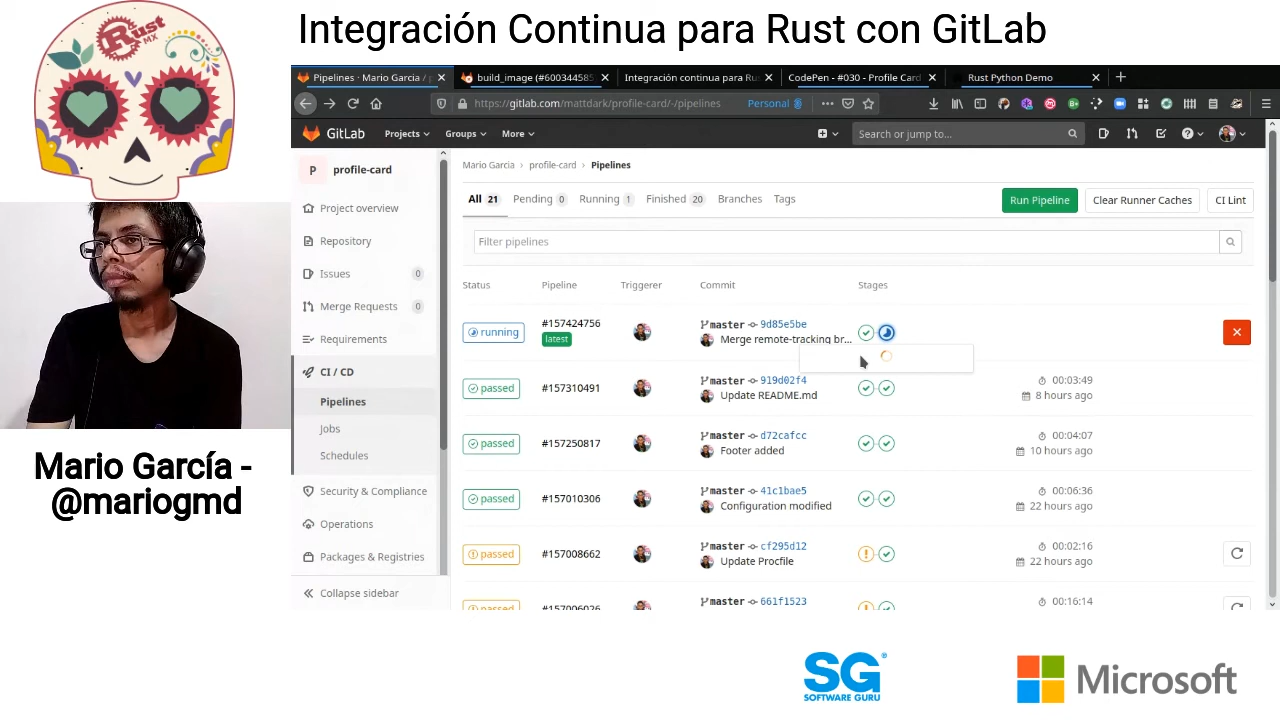 Integración Continua para Rust con GitLab
Rust
MX
Pipelines · Mario Garcia / p
build_image (#60034458
Integración continua para Ru
CodePen - #030 - Profile Card
Rust Python Demo
https://gitlab.com/mattdark/profile-card/-/pipelines
Personal
GitLab
Projects
Groups
More
Search or jump to...
P
profile-card
Project overview
Repository
Issues 0
Merge Requests 0
Requirements
CI / CD
Pipelines
Jobs
Schedules
Security & Compliance
Operations
Packages & Registries
Collapse sidebar
Mario Garcia > profile-card > Pipelines
All 21 Pending 0 Running 1 Finished 20 Branches Tags
Run Pipeline
Clear Runner Caches
CI Lint
Filter pipelines
Status Pipeline Triggerer Commit Stages
running #157424756 latest master 9d85e5be
Merge remote-tracking br...
passed #157310491 master 919d02f4 00:03:49
Update README.md 8 hours ago
passed #157250817 master d72cafcc 00:04:07
Footer added 10 hours ago
passed #157010306 master 41c1bae5 00:06:36
Configuration modified 22 hours ago
passed #157008662 master cf295d12 00:02:16
Update Procfile 22 hours ago
passed #157006026 master 661f1523 00:16:14
Mario García -
@mariogmd
SG
SOFTWARE GURU
Microsoft